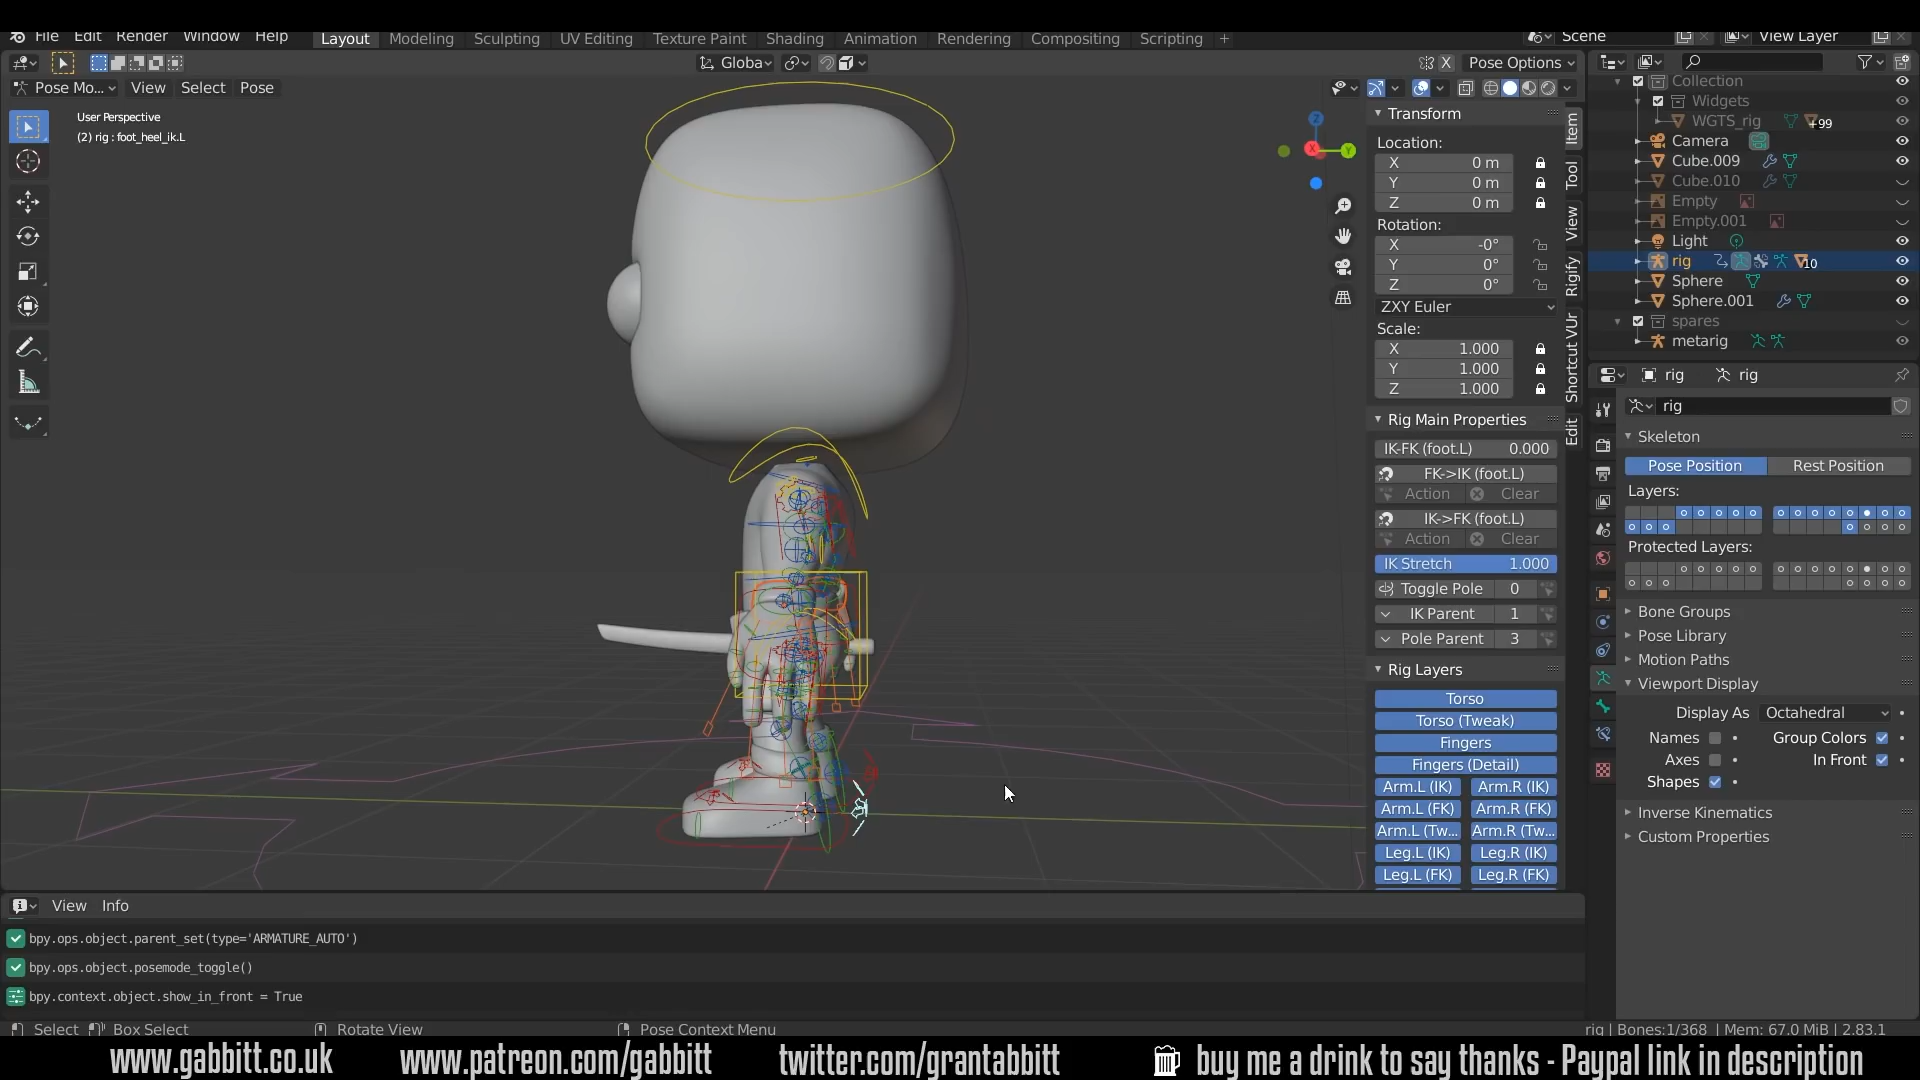 File Edit Render Window Help Layout Modeling Sculpting UV Editing Texture Paint Shading Animation Rendering Compositing Scripting + Scene View Layer
Global X Pose Options
Pose Mo... View Select Pose
User Perspective
(2) rig : foot_heel_ik.L
Z
X
Y
Item
Tool
View
Rigify
Shortcut VUr
Edit
Transform
Location:
X 0 m
Y 0 m
Z 0 m
Rotation:
X -0°
Y 0°
Z 0°
ZXY Euler
Scale:
X 1.000
Y 1.000
Z 1.000
Rig Main Properties
IK-FK (foot.L) 0.000
FK->IK (foot.L)
Action Clear
IK->FK (foot.L)
Action Clear
IK Stretch 1.000
Toggle Pole 0
IK Parent 1
Pole Parent 3
Rig Layers
Torso
Torso (Tweak)
Fingers
Fingers (Detail)
Arm.L (IK) Arm.R (IK)
Arm.L (FK) Arm.R (FK)
Arm.L (Tw... Arm.R (Tw...
Leg.L (IK) Leg.R (IK)
Leg.L (FK) Leg.R (FK)
Collection
Widgets
WGTS_rig +99
Camera
Cube.009
Cube.010
Empty
Empty.001
Light
rig 10
Sphere
Sphere.001
spares
metarig
rig rig
rig
Skeleton
Pose Position Rest Position
Layers:
Protected Layers:
Bone Groups
Pose Library
Motion Paths
Viewport Display
Display As Octahedral
Names Group Colors
Axes In Front
Shapes
Inverse Kinematics
Custom Properties
View Info
bpy.ops.object.parent_set(type='ARMATURE_AUTO')
bpy.ops.object.posemode_toggle()
bpy.context.object.show_in_front = True
Select Box Select Rotate View Pose Context Menu rig | Bones:1/368 | Mem: 67.0 MiB | 2.83.1
www.gabbitt.co.uk www.patreon.com/gabbitt twitter.com/grantabbitt buy me a drink to say thanks - Paypal link in description